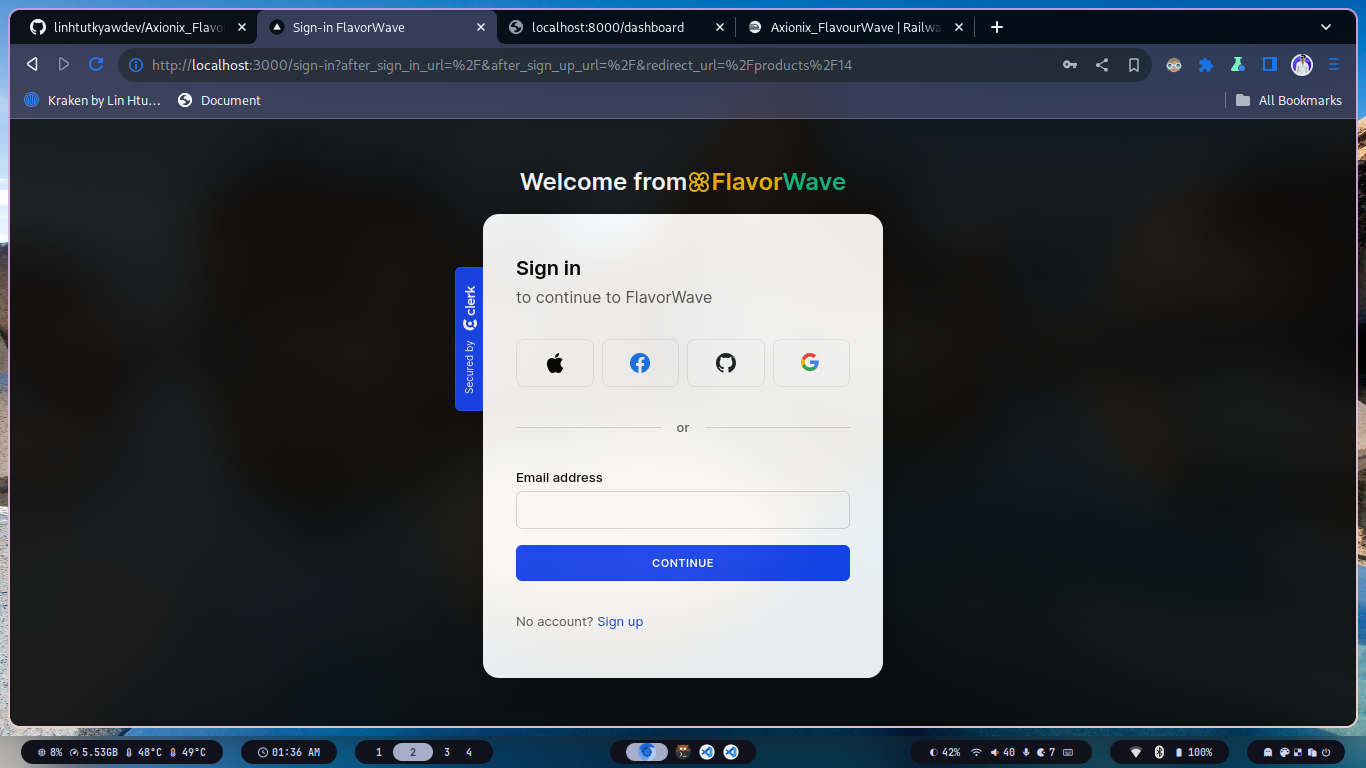 linhtutkyawdev/Axionix_Flavo
Sign-in FlavorWave
localhost:8000/dashboard
Axionix_FlavourWave | Railwa
http://localhost:3000/sign-in?after_sign_in_url=%2F&after_sign_up_url=%2F&redirect_url=%2Fproducts%2F14
Kraken by Lin Htu...
Document
All Bookmarks
Welcome from FlavorWave
Sign in
to continue to FlavorWave
Secured by clerk
or
Email address
CONTINUE
No account? Sign up
8% 5.53GB 48°C 49°C
01:36 AM
1 2 3 4
42% 40 7
100%